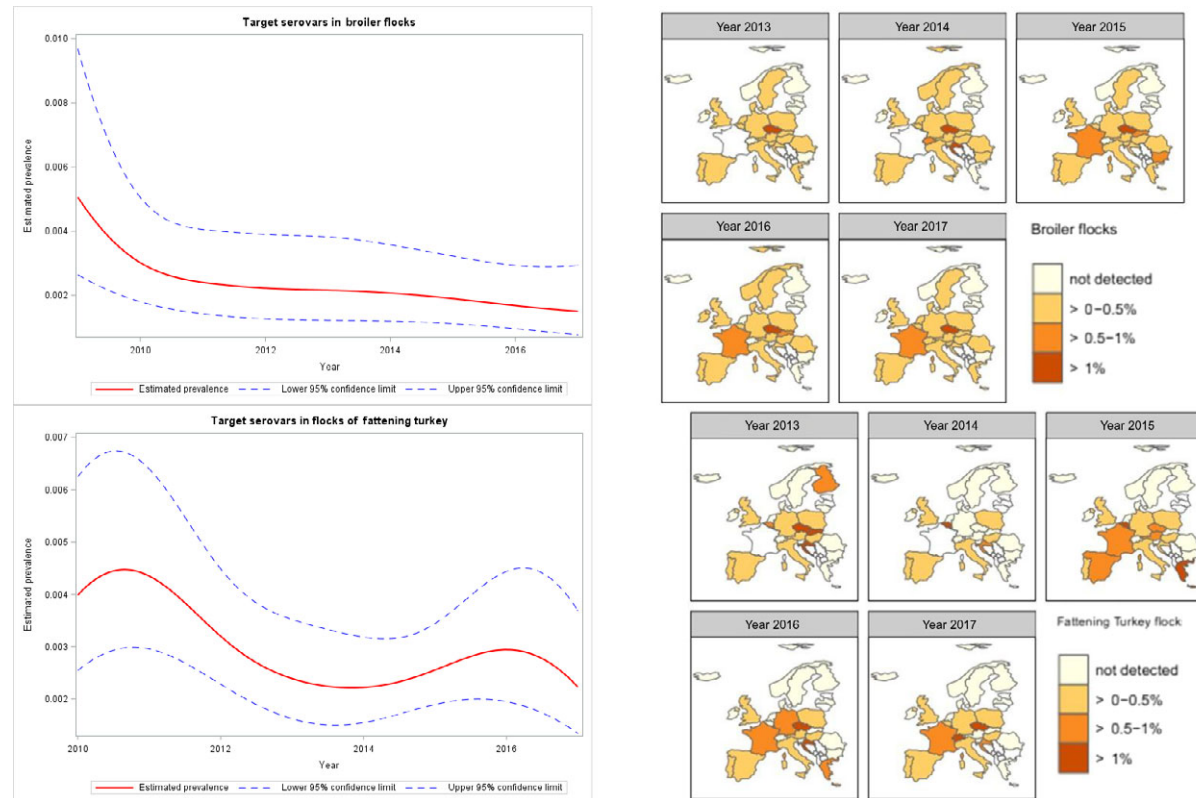 Target serovars in broiler flocks
0.010
0.008
0.006
0.004
0.002
Estimated prevalence
2010 2012 2014 2016
Year
Estimated prevalence Lower 95% confidence limit Upper 95% confidence limit
Year 2013 Year 2014 Year 2015
Year 2016 Year 2017
Broiler flocks
not detected
> 0-0.5%
> 0.5-1%
> 1%
Target serovars in flocks of fattening turkey
0.007
0.006
0.005
0.004
0.003
0.002
Estimated prevalence
2010 2012 2014 2016
Year
Estimated prevalence Lower 95% confidence limit Upper 95% confidence limit
Year 2013 Year 2014 Year 2015
Year 2016 Year 2017
Fattening Turkey flock
not detected
> 0-0.5%
> 0.5-1%
> 1%